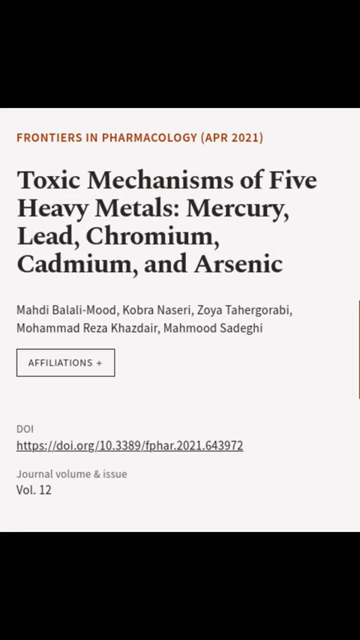 FRONTIERS IN PHARMACOLOGY (APR 2021)
Toxic Mechanisms of Five
Heavy Metals: Mercury,
Lead, Chromium,
Cadmium, and Arsenic
Mahdi Balali-Mood, Kobra Naseri, Zoya Tahergorabi,
Mohammad Reza Khazdair, Mahmood Sadeghi
AFFILIATIONS +
DOI
https://doi.org/10.3389/fphar.2021.643972
Journal volume & issue
Vol. 12